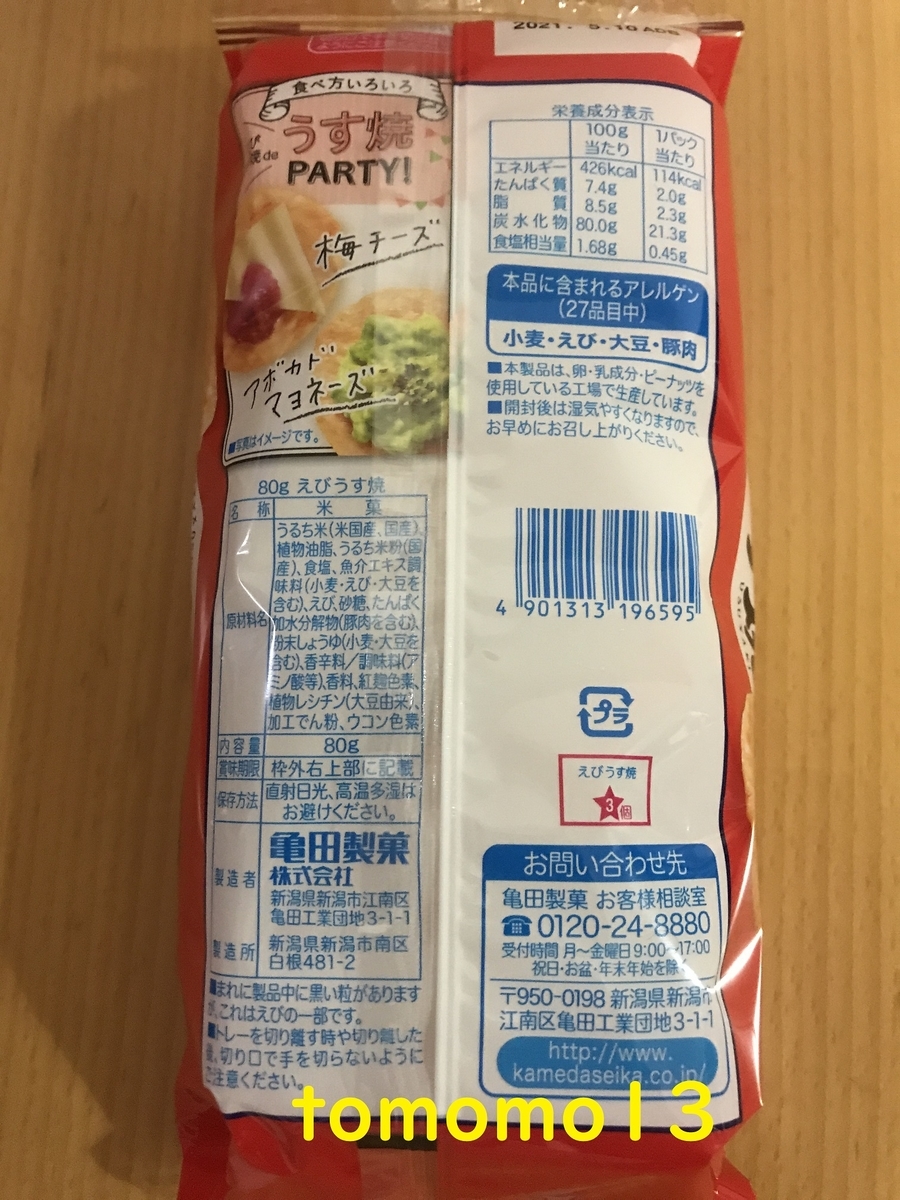 2021. 5.10 ADB
食べ方いろいろ
うす焼
de
PARTY!
梅チーズ
アボカド
マヨネーズ
■写真はイメージです。
80g えびうす焼
名称 米菓
原材料名
うるち米(米国産、国産)、
植物油脂、うるち米粉(国
産)、食塩、魚介エキス調
味料(小麦・えび・大豆を
含む)、えび、砂糖、たんぱく
加水分解物(豚肉を含む)、
粉末しょうゆ(小麦・大豆を
含む)、香辛料/調味料(ア
ミノ酸等)、香料、紅麹色素、
植物レシチン(大豆由来)、
加工でん粉、ウコン色素
内容量 80g
賞味期限 枠外右上部に記載
保存方法 直射日光、高温多湿は
お避けください。
製造者 亀田製菓
株式会社
新潟県新潟市江南区
亀田工業団地3-1-1
製造所 新潟県新潟市南区
白根481-2
■まれに製品中に黒い粒があります
が、これはえびの一部です。
■トレーを切り離す時や切り離した
後、切り口で手を切らないように
ご注意ください。
栄養成分表示
100g当たり 1パック当たり
エネルギー 426kcal 114kcal
たんぱく質 7.4g 2.0g
脂質 8.5g 2.3g
炭水化物 80.0g 21.3g
食塩相当量 1.68g 0.45g
本品に含まれるアレルゲン
(27品目中)
小麦・えび・大豆・豚肉
■本製品は、卵・乳成分・ピーナッツを
使用している工場で生産しています。
■開封後は湿気やすくなりますので、
お早めにお召し上がりください。
4 901313 196595
プラ
えびうす焼
3個
お問い合わせ先
亀田製菓 お客様相談室
☎0120-24-8880
受付時間 月～金曜日 9:00～17:00
祝日・お盆・年末年始を除く
〒950-0198 新潟県新潟市
江南区亀田工業団地3-1-1
http://www.
kamedaseika.co.jp/
tomomo13